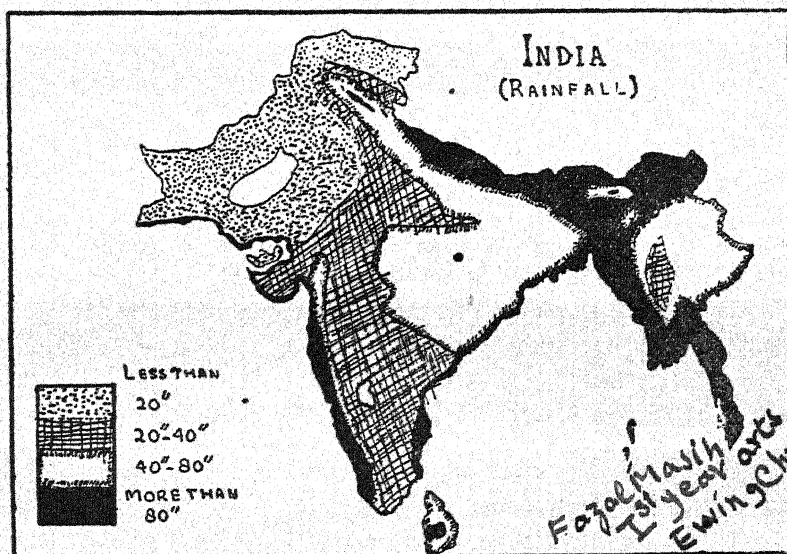 INDIA
(RAINFALL)
LESS THAN
20"
20"-40"
40"-80"
MORE THAN
80"
Fazal Masih
Ist year arts
Ewing Ch